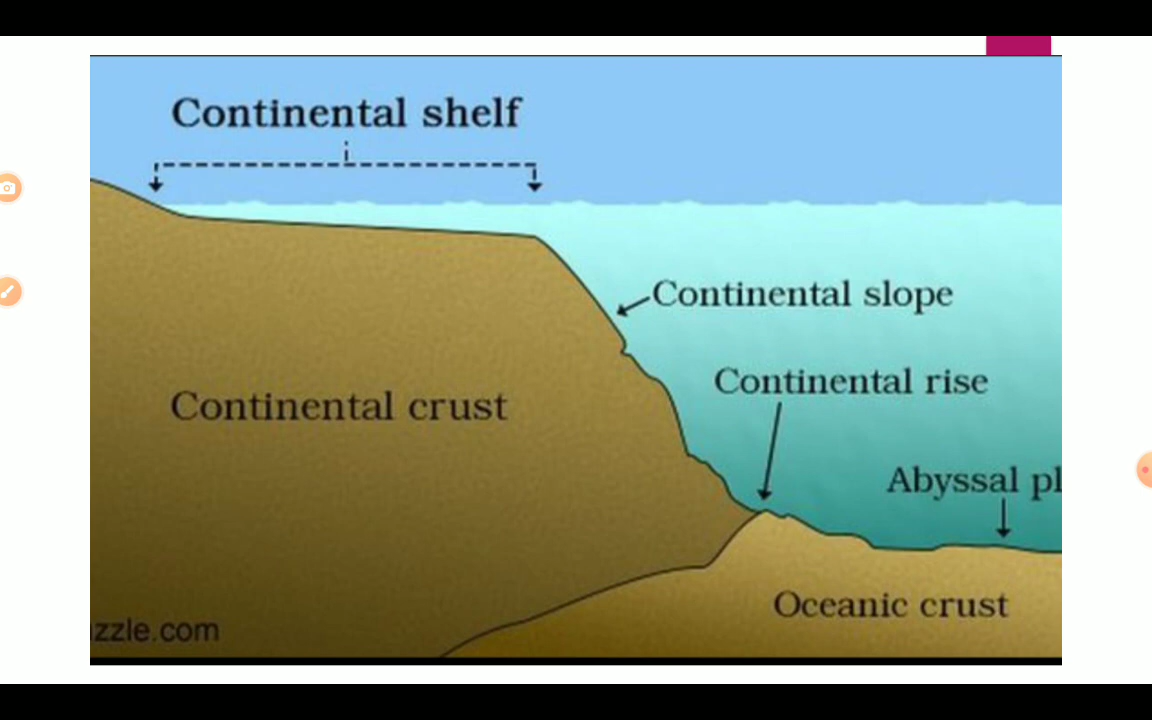 Continental shelf
Continental slope
Continental rise
Continental crust
Abyssal pl
Oceanic crust
zzle.com